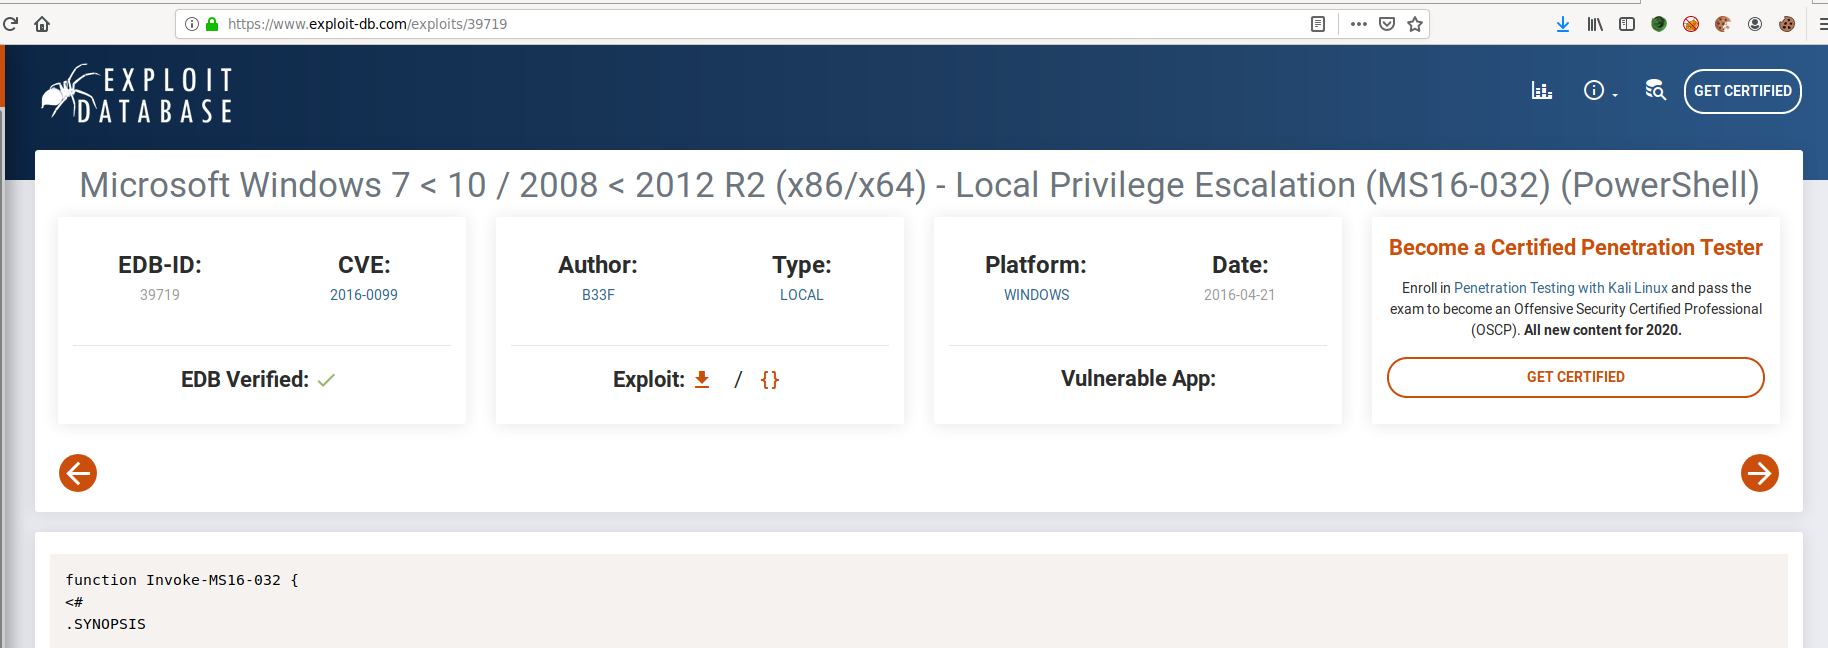 https://www.exploit-db.com/exploits/39719
EXPLOIT
DATABASE
GET CERTIFIED
Microsoft Windows 7 < 10 / 2008 < 2012 R2 (x86/x64) - Local Privilege Escalation (MS16-032) (PowerShell)
EDB-ID:
39719
CVE:
2016-0099
EDB Verified:
Author:
B33F
Type:
LOCAL
Exploit: / {}
Platform:
WINDOWS
Date:
2016-04-21
Vulnerable App:
Become a Certified Penetration Tester
Enroll in Penetration Testing with Kali Linux and pass the
exam to become an Offensive Security Certified Professional
(OSCP). All new content for 2020.
GET CERTIFIED
function Invoke-MS16-032 {
<#
.SYNOPSIS